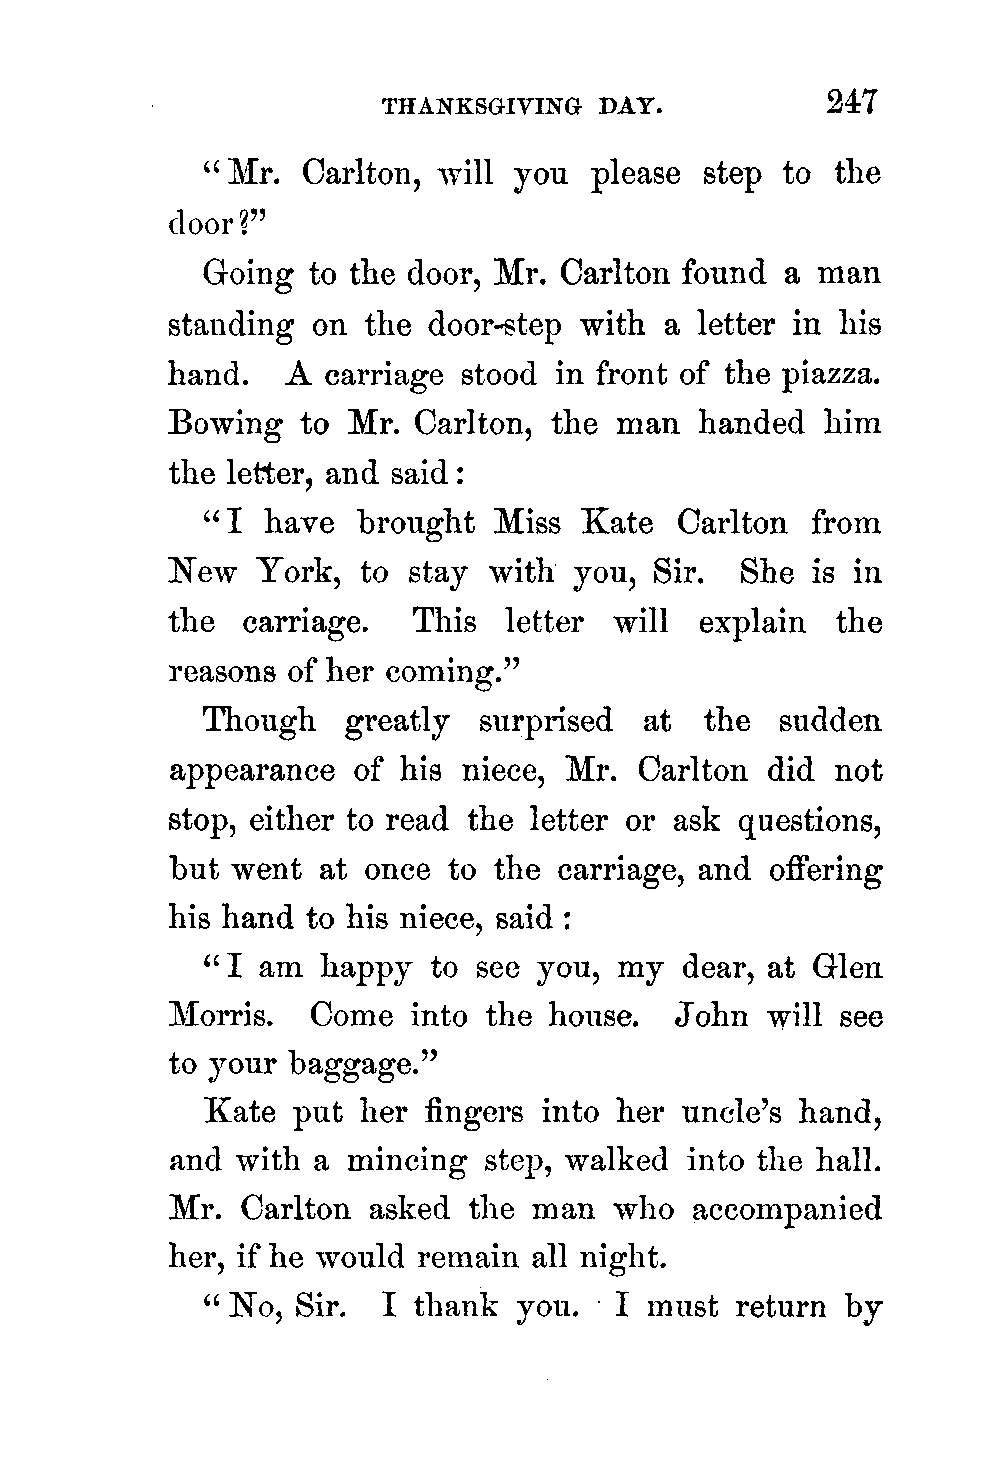 THANKSGIVING DAY. 247
“Mr. Carlton, will you please step to the
door?”
Going to the door, Mr. Carlton found a man
standing on the door-step with a letter in his
hand. A carriage stood in front of the piazza.
Bowing to Mr. Carlton, the man handed him
the letter, and said:
“I have brought Miss Kate Carlton from
New York, to stay with you, Sir. She is in
the carriage. This letter will explain the
reasons of her coming.”
Though greatly surprised at the sudden
appearance of his niece, Mr. Carlton did not
stop, either to read the letter or ask questions,
but went at once to the carriage, and offering
his hand to his niece, said:
“I am happy to see you, my dear, at Glen
Morris. Come into the house. John will see
to your baggage.”
Kate put her fingers into her uncle’s hand,
and with a mincing step, walked into the hall.
Mr. Carlton asked the man who accompanied
her, if he would remain all night.
“No, Sir. I thank you. I must return by